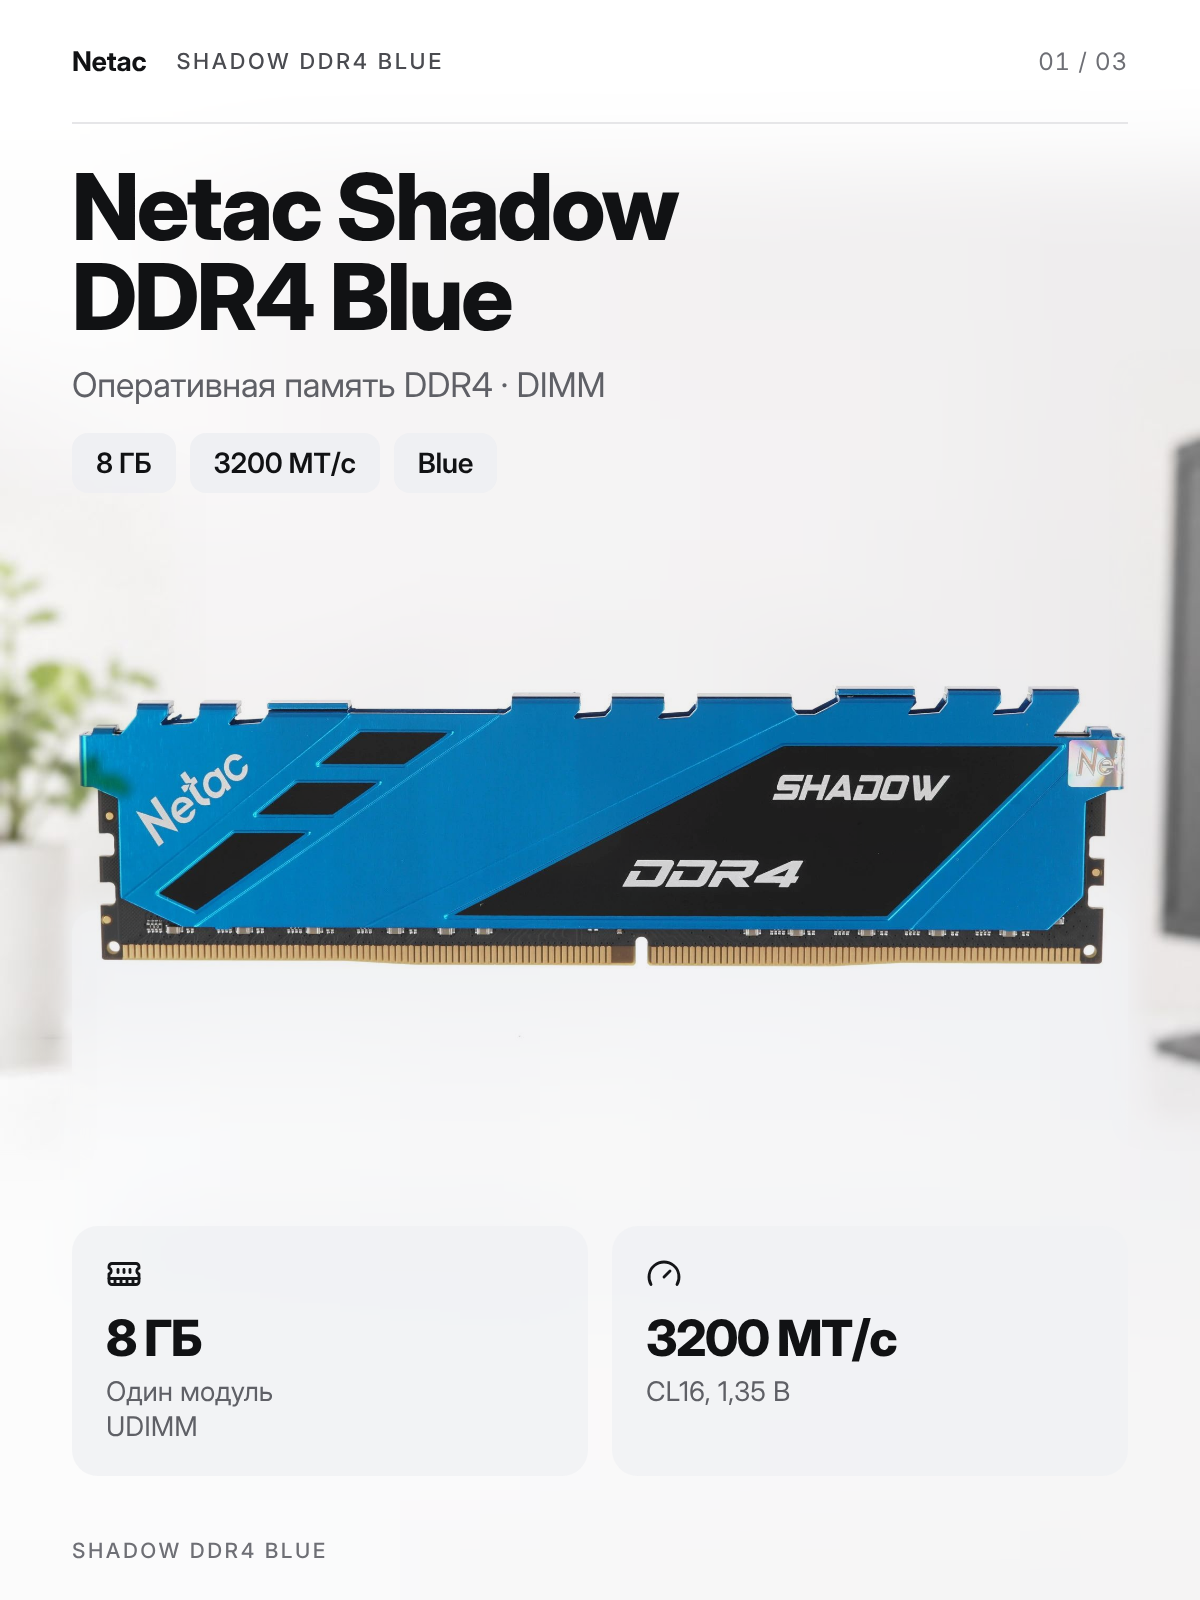 Netac SHADOW DDR4 BLUE 01 / 03
Netac Shadow
DDR4 Blue
Оперативная память DDR4 · DIMM
8 ГБ 3200 МТ/с Blue
Netac
SHADOW
DDR4
8 ГБ
Один модуль
UDIMM
3200 МТ/с
CL16, 1,35 В
SHADOW DDR4 BLUE